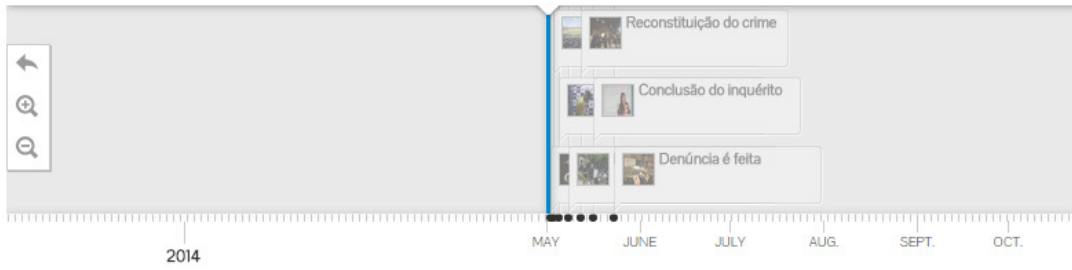 Reconstituição do crime
Conclusão do inquérito
Denúncia é feita
MAY JUNE JULY AUG. SEPT. OCT.
2014